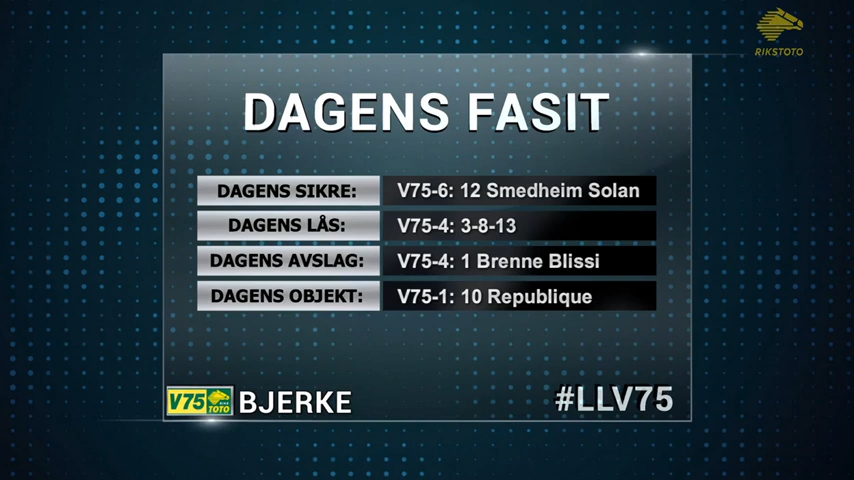 RIKSTOTO
DAGENS FASIT
DAGENS SIKRE: V75-6: 12 Smedheim Solan
DAGENS LÅS: V75-4: 3-8-13
DAGENS AVSLAG: V75-4: 1 Brenne Blissi
DAGENS OBJEKT: V75-1: 10 Republique
V75 RIKS TOTO BJERKE #LLV75